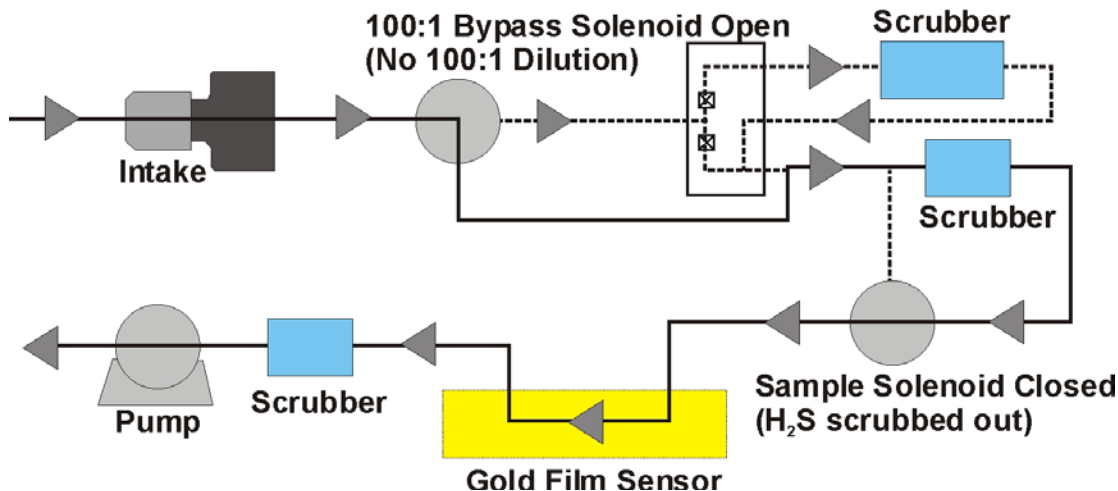 100:1 Bypass Solenoid Open
(No 100:1 Dilution)
Scrubber
Intake
Scrubber
Pump
Scrubber
Sample Solenoid Closed
(H₂S scrubbed out)
Gold Film Sensor